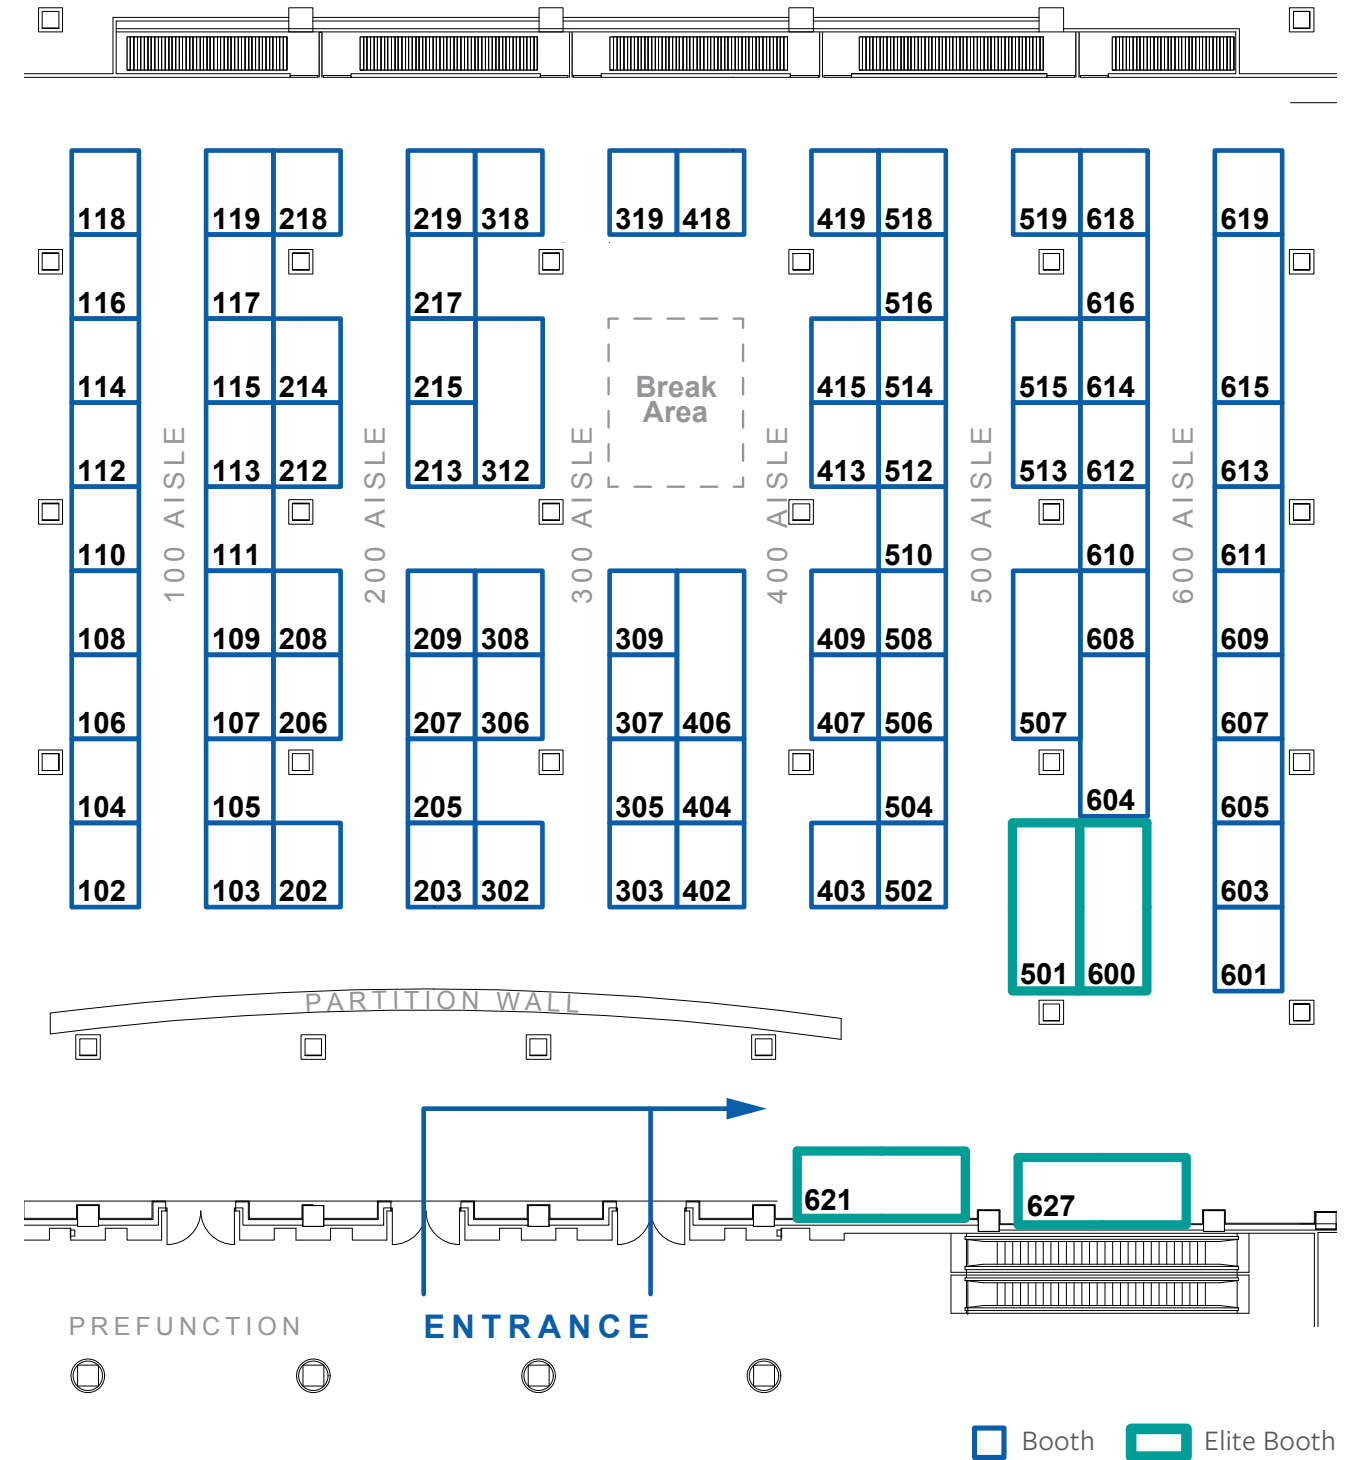 118 119 218 219 318 319 418 419 518 519 618 619
116 117 217 516 616
114 115 214 215 Break Area 415 514 515 614 615
112 113 212 213 312 413 512 513 612 613
100 AISLE
200 AISLE
300 AISLE
400 AISLE
500 AISLE
600 AISLE
110 111 510 610 611
108 109 208 209 308 309 409 508 608 609
106 107 206 207 306 307 406 407 506 507 607
104 105 205 305 404 504 604 605
102 103 202 203 302 303 402 403 502 603
501 600 601
PARTITION WALL
621 627
PREFUNCTION ENTRANCE
Booth Elite Booth